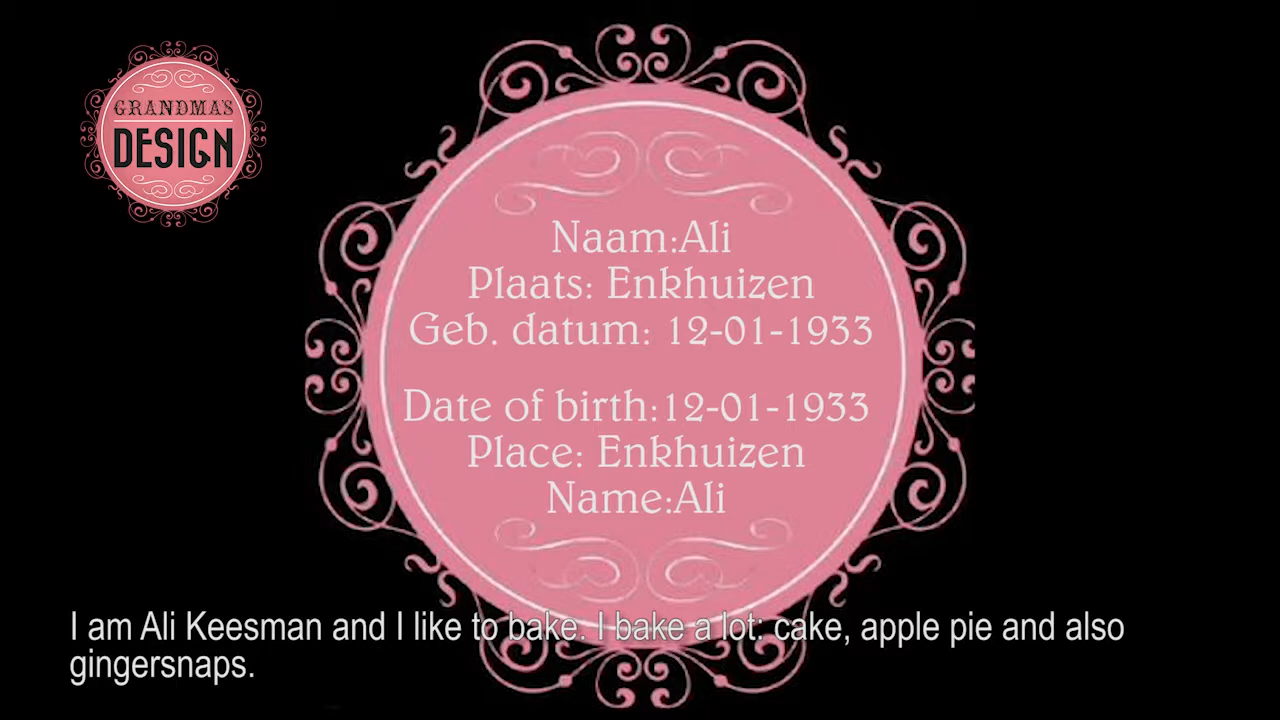 GRANDMA'S
DESIGN
Naam:Ali
Plaats: Enkhuizen
Geb. datum: 12-01-1933
Date of birth:12-01-1933
Place: Enkhuizen
Name:Ali
I am Ali Keesman and I like to bake. I bake a lot: cake, apple pie and also
gingersnaps.